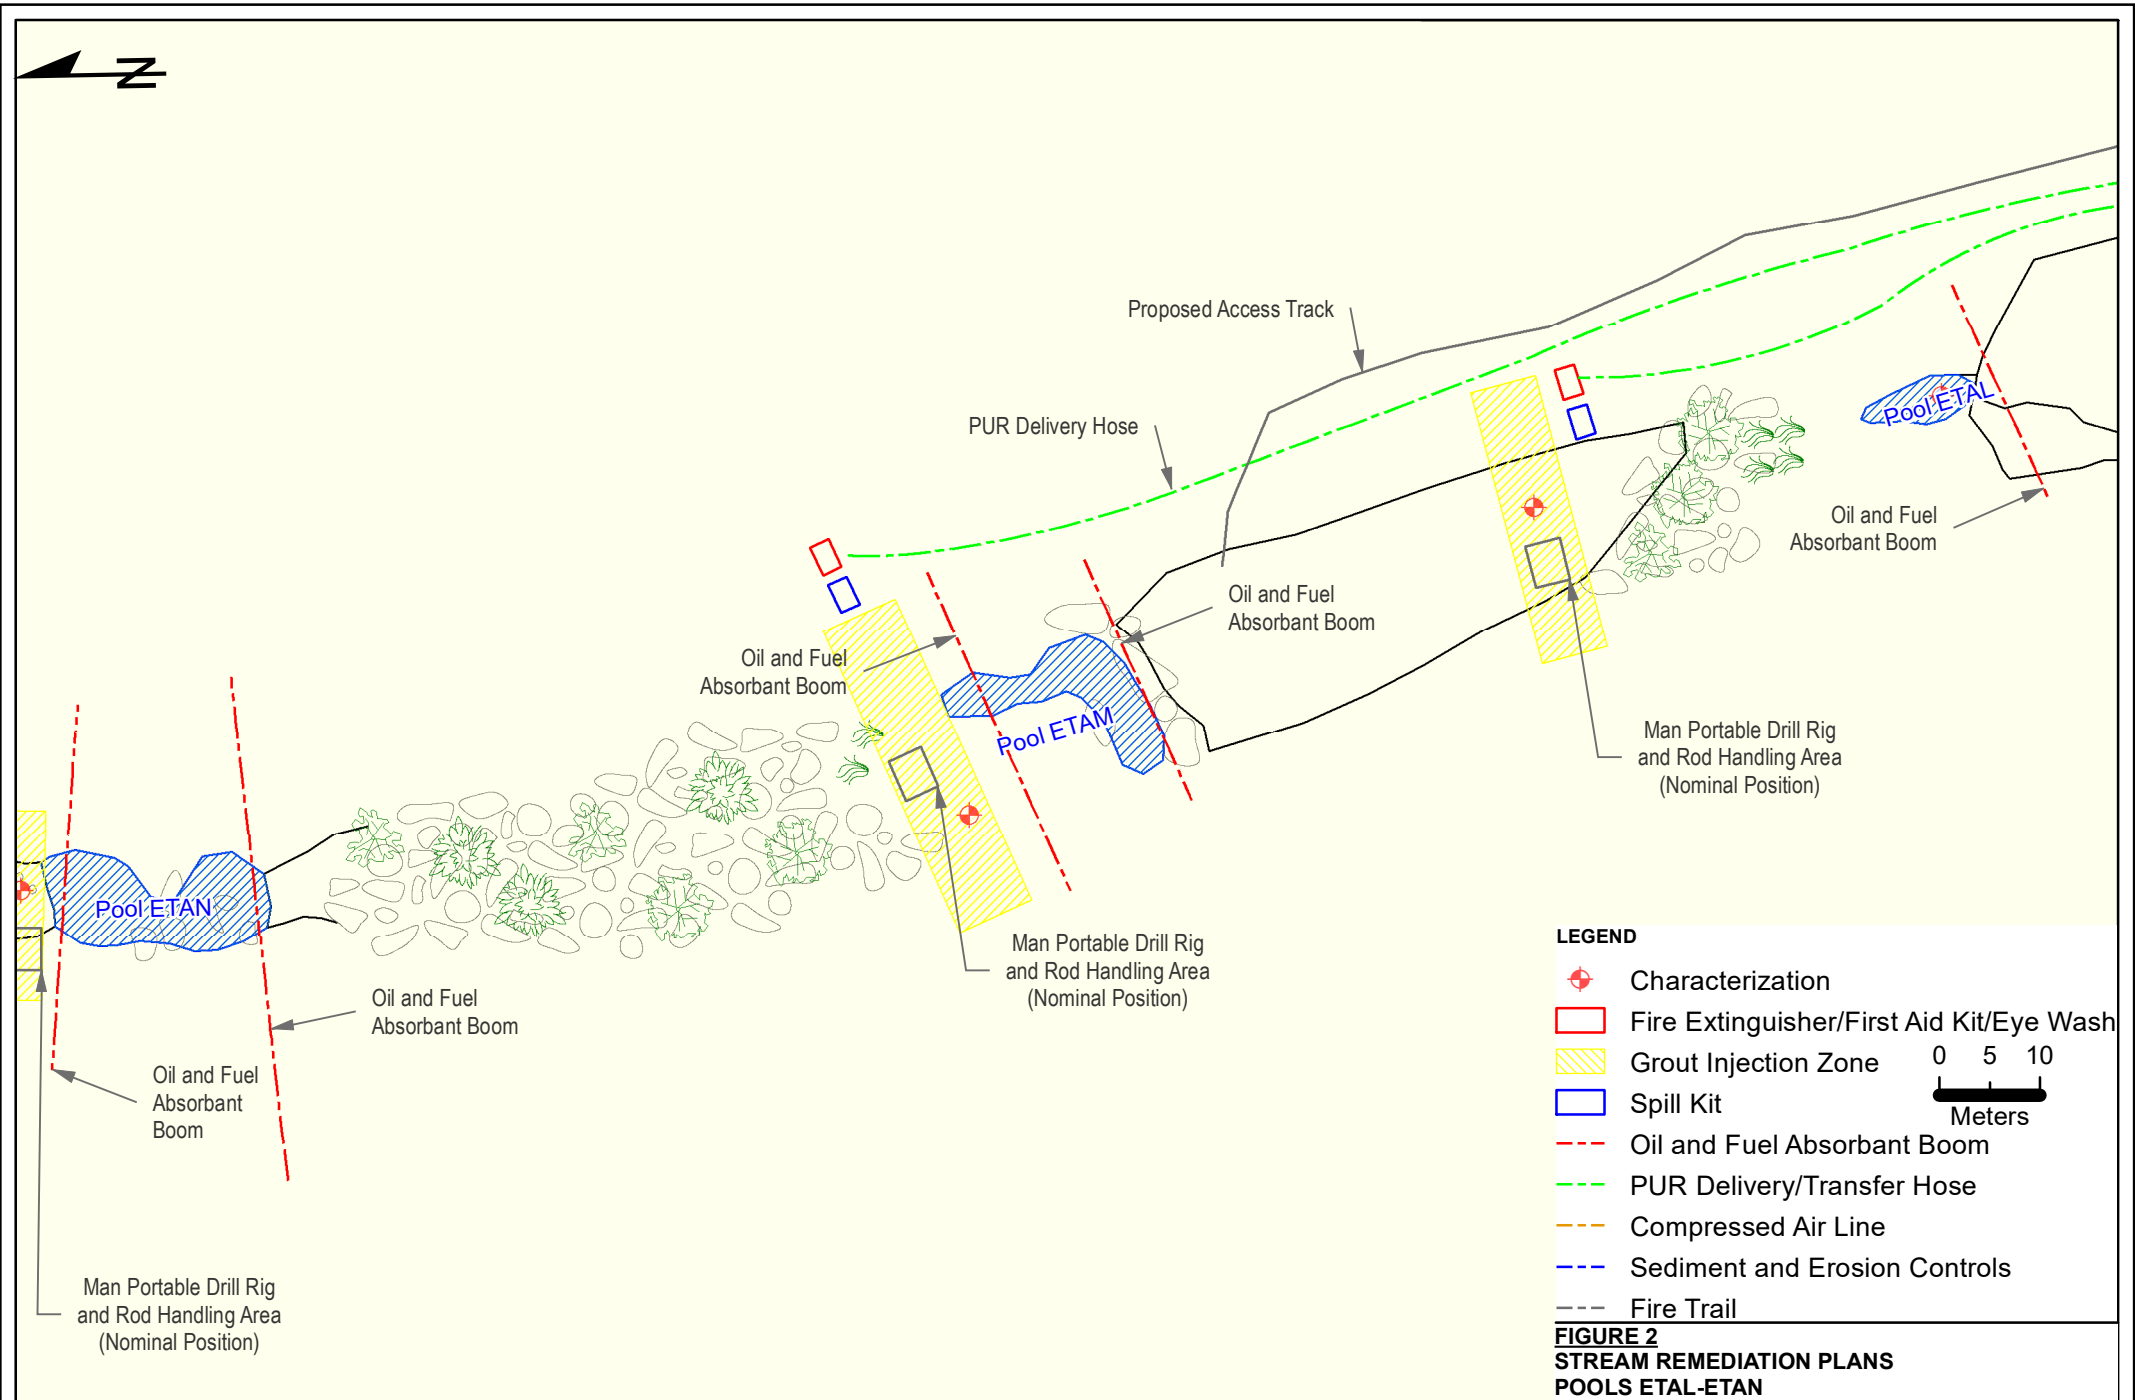 N
Proposed Access Track
PUR Delivery Hose
Pool ETAL
Oil and Fuel
Absorbant Boom
Oil and Fuel
Absorbant Boom
Oil and Fuel
Absorbant Boom
Pool ETAM
Man Portable Drill Rig
and Rod Handling Area
(Nominal Position)
Pool ETAN
Man Portable Drill Rig
and Rod Handling Area
(Nominal Position)
Oil and Fuel
Absorbant Boom
Oil and Fuel
Absorbant
Boom
Man Portable Drill Rig
and Rod Handling Area
(Nominal Position)
LEGEND
Characterization
Fire Extinguisher/First Aid Kit/Eye Wash
Grout Injection Zone
Spill Kit
Oil and Fuel Absorbant Boom
PUR Delivery/Transfer Hose
Compressed Air Line
Sediment and Erosion Controls
Fire Trail
0 5 10
Meters
FIGURE 2
STREAM REMEDIATION PLANS
POOLS ETAL-ETAN